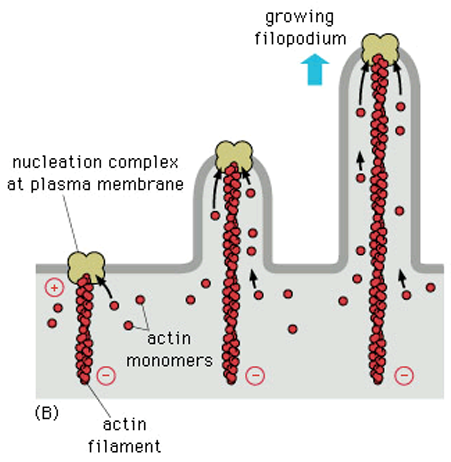 growing
filopodium
nucleation complex
at plasma membrane
+
actin
monomers
− − −
(B)
actin
filament